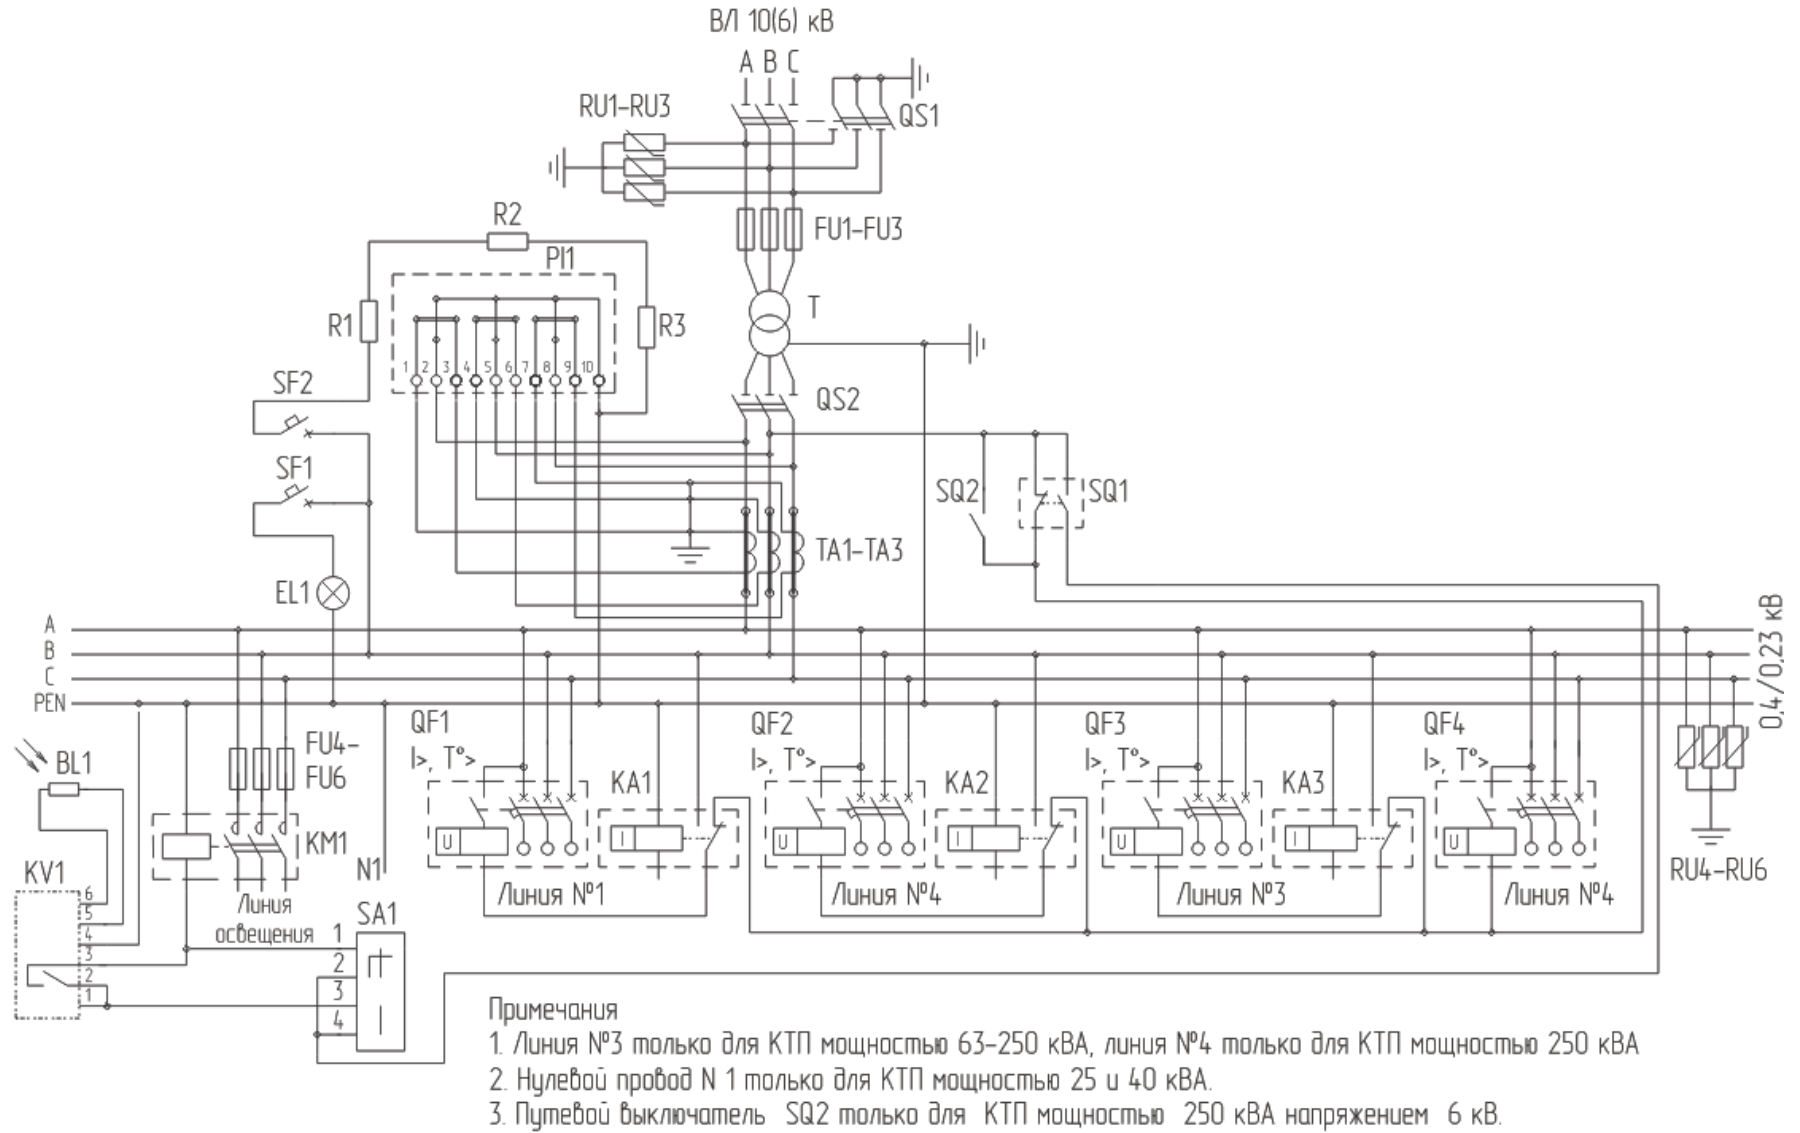 ВЛ 10(6) кВ
A B C
RU1-RU3
QS1
R2
FU1-FU3
PI1
R1
R3
T
1 2 3 4 5 6 7 8 9 10
SF2
QS2
SF1
SQ2
SQ1
TA1-TA3
EL1
A
B
C
PEN
0,4/0,23 кВ
QF1
I>, T°>
KA1
QF2
I>, T°>
KA2
QF3
I>, T°>
KA3
QF4
I>, T°>
FU4-
FU6
BL1
KM1
U
I
U
I
U
I
U
RU4-RU6
KV1
N1
Линия №1
Линия №4
Линия №3
Линия №4
Линия
освещения
SA1
6
5
4
3
2
1
1
2
3
4
Примечания
1. Линия №3 только для КТП мощностью 63-250 кВА, линия №4 только для КТП мощностью 250 кВА
2. Нулевой провод N 1 только для КТП мощностью 25 и 40 кВА.
3. Путевой выключатель SQ2 только для КТП мощностью 250 кВА напряжением 6 кВ.